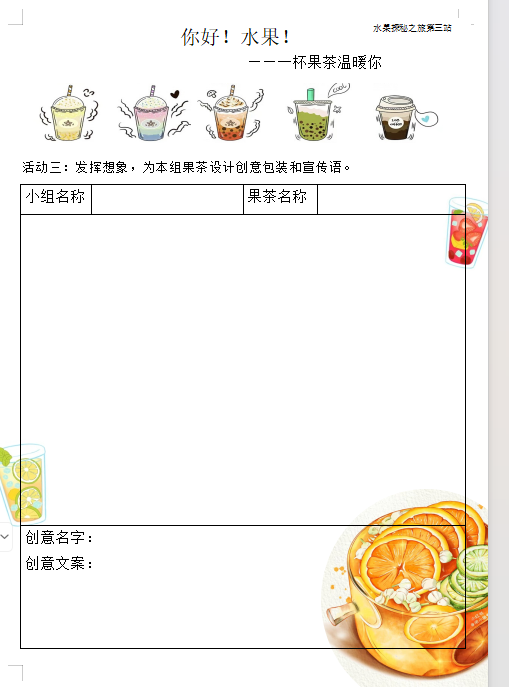 水果探秘之旅第三站
你好！水果！
－－－一杯果茶温暖你
COOL
活动三：发挥想象，为本组果茶设计创意包装和宣传语。
小组名称 果茶名称
创意名字：
创意文案：